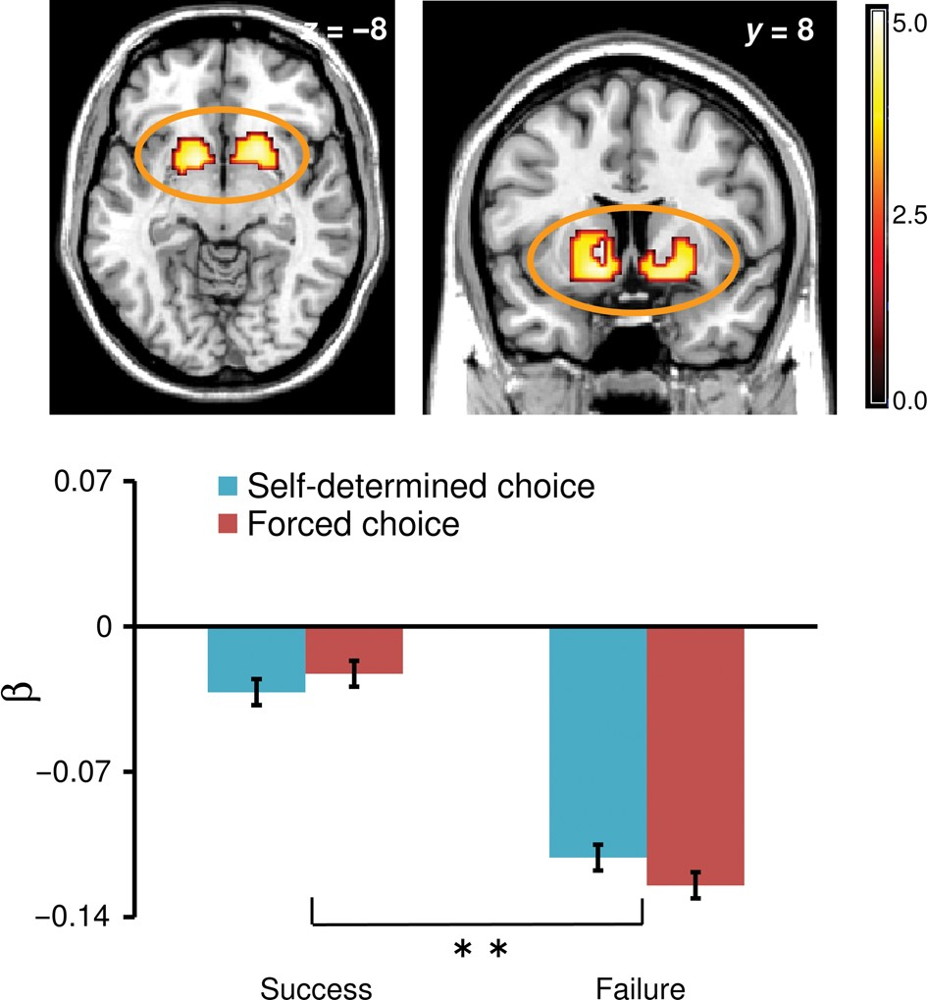 z = −8
y = 8
5.0
2.5
0.0
Self-determined choice
Forced choice
0.07
0
−0.07
−0.14
β
* *
Success
Failure